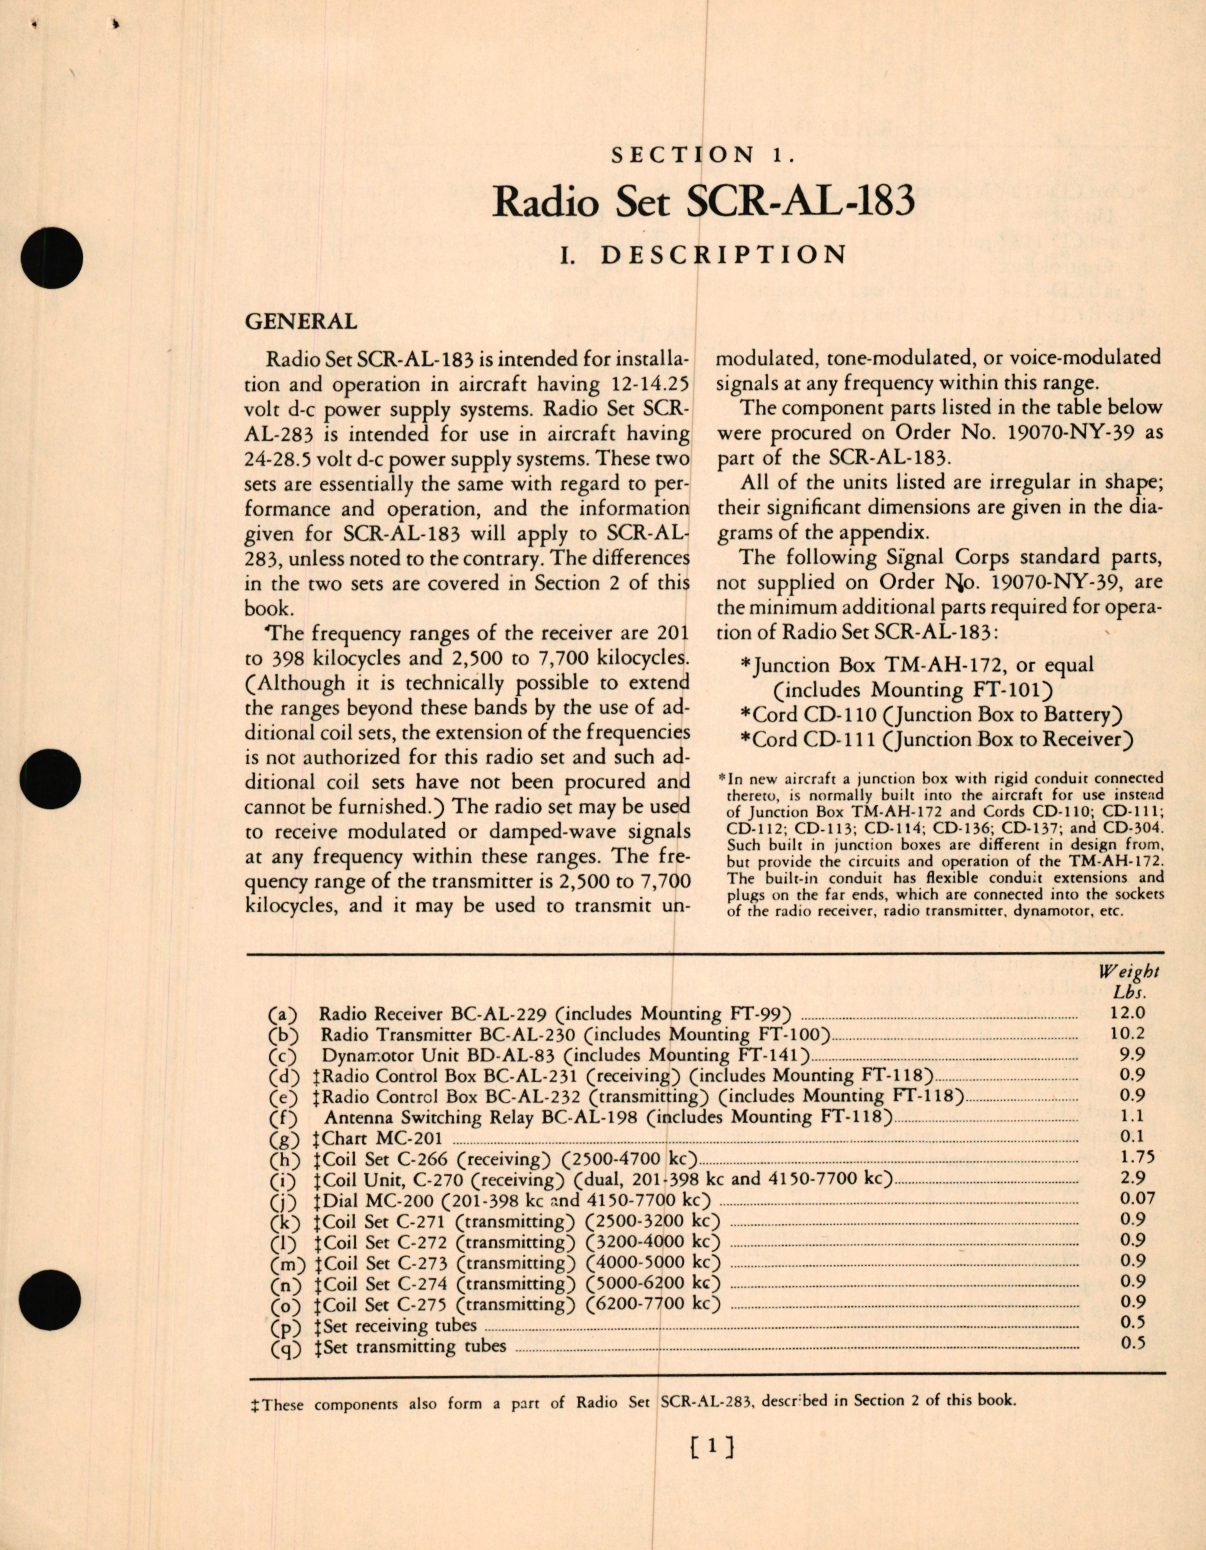 SECTION 1.
Radio Set SCR-AL-183
I. DESCRIPTION
GENERAL
Radio Set SCR-AL-183 is intended for installa-
tion and operation in aircraft having 12-14.25
volt d-c power supply systems. Radio Set SCR-
AL-283 is intended for use in aircraft having
24-28.5 volt d-c power supply systems. These two
sets are essentially the same with regard to per-
formance and operation, and the information
given for SCR-AL-183 will apply to SCR-AL-
283, unless noted to the contrary. The differences
in the two sets are covered in Section 2 of this
book.
The frequency ranges of the receiver are 201
to 398 kilocycles and 2,500 to 7,700 kilocycles.
(Although it is technically possible to extend
the ranges beyond these bands by the use of ad-
ditional coil sets, the extension of the frequencies
is not authorized for this radio set and such ad-
ditional coil sets have not been procured and
cannot be furnished.) The radio set may be used
to receive modulated or damped-wave signals
at any frequency within these ranges. The fre-
quency range of the transmitter is 2,500 to 7,700
kilocycles, and it may be used to transmit un-
modulated, tone-modulated, or voice-modulated
signals at any frequency within this range.
The component parts listed in the table below
were procured on Order No. 19070-NY-39 as
part of the SCR-AL-183.
All of the units listed are irregular in shape;
their significant dimensions are given in the dia-
grams of the appendix.
The following Signal Corps standard parts,
not supplied on Order No. 19070-NY-39, are
the minimum additional parts required for opera-
tion of Radio Set SCR-AL-183:
*Junction Box TM-AH-172, or equal
(includes Mounting FT-101)
*Cord CD-110 (Junction Box to Battery)
*Cord CD-111 (Junction Box to Receiver)
*In new aircraft a junction box with rigid conduit connected
thereto, is normally built into the aircraft for use instead
of Junction Box TM-AH-172 and Cords CD-110; CD-111;
CD-112; CD-113; CD-114; CD-136; CD-137; and CD-304.
Such built in junction boxes are different in design from,
but provide the circuits and operation of the TM-AH-172.
The built-in conduit has flexible conduit extensions and
plugs on the far ends, which are connected into the sockets
of the radio receiver, radio transmitter, dynamotor, etc.
Weight
Lbs.
(a) Radio Receiver BC-AL-229 (includes Mounting FT-99) 12.0
(b) Radio Transmitter BC-AL-230 (includes Mounting FT-100) 10.2
(c) Dynamotor Unit BD-AL-83 (includes Mounting FT-141) 9.9
(d) ‡Radio Control Box BC-AL-231 (receiving) (includes Mounting FT-118) 0.9
(e) ‡Radio Control Box BC-AL-232 (transmitting) (includes Mounting FT-118) 0.9
(f) Antenna Switching Relay BC-AL-198 (includes Mounting FT-118) 1.1
(g) ‡Chart MC-201 0.1
(h) ‡Coil Set C-266 (receiving) (2500-4700 kc) 1.75
(i) ‡Coil Unit, C-270 (receiving) (dual, 201-398 kc and 4150-7700 kc) 2.9
(j) ‡Dial MC-200 (201-398 kc and 4150-7700 kc) 0.07
(k) ‡Coil Set C-271 (transmitting) (2500-3200 kc) 0.9
(l) ‡Coil Set C-272 (transmitting) (3200-4000 kc) 0.9
(m) ‡Coil Set C-273 (transmitting) (4000-5000 kc) 0.9
(n) ‡Coil Set C-274 (transmitting) (5000-6200 kc) 0.9
(o) ‡Coil Set C-275 (transmitting) (6200-7700 kc) 0.9
(p) ‡Set receiving tubes 0.5
(q) ‡Set transmitting tubes 0.5
‡These components also form a part of Radio Set SCR-AL-283, described in Section 2 of this book.
[1]